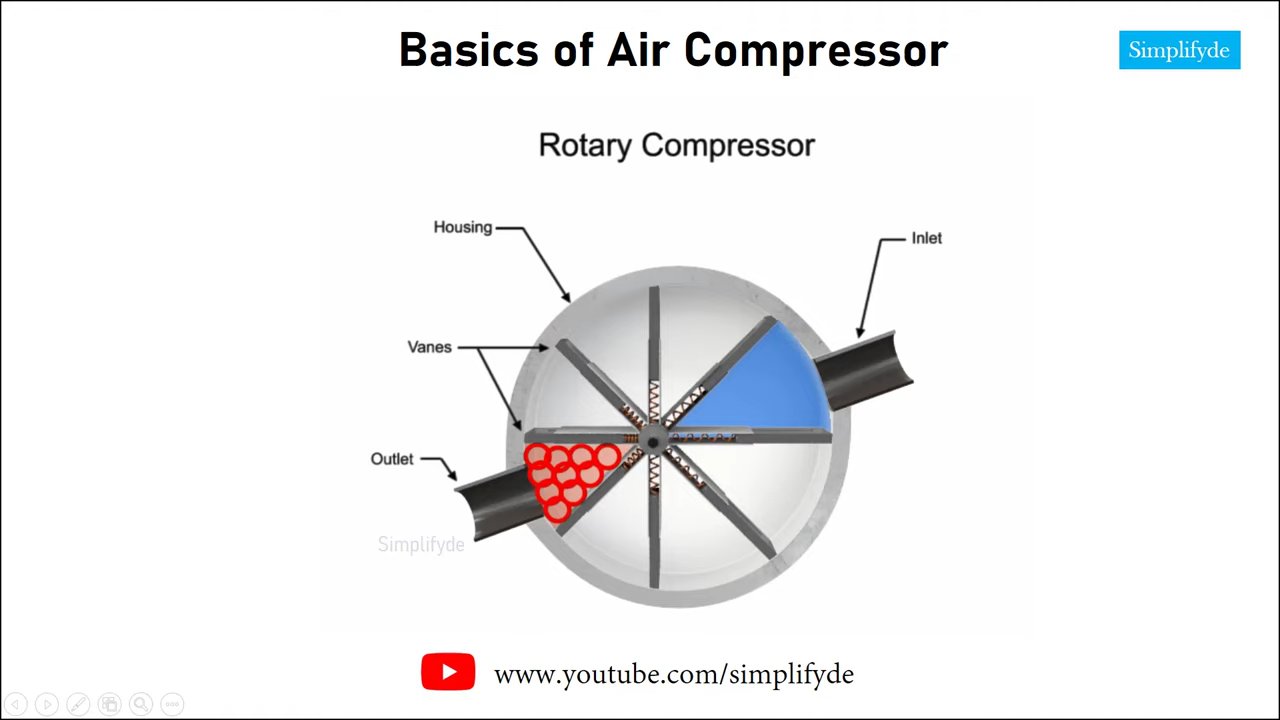 Basics of Air Compressor
Simplifyde
Rotary Compressor
Housing
Inlet
Vanes
Outlet
Simplifyde
www.youtube.com/simplifyde